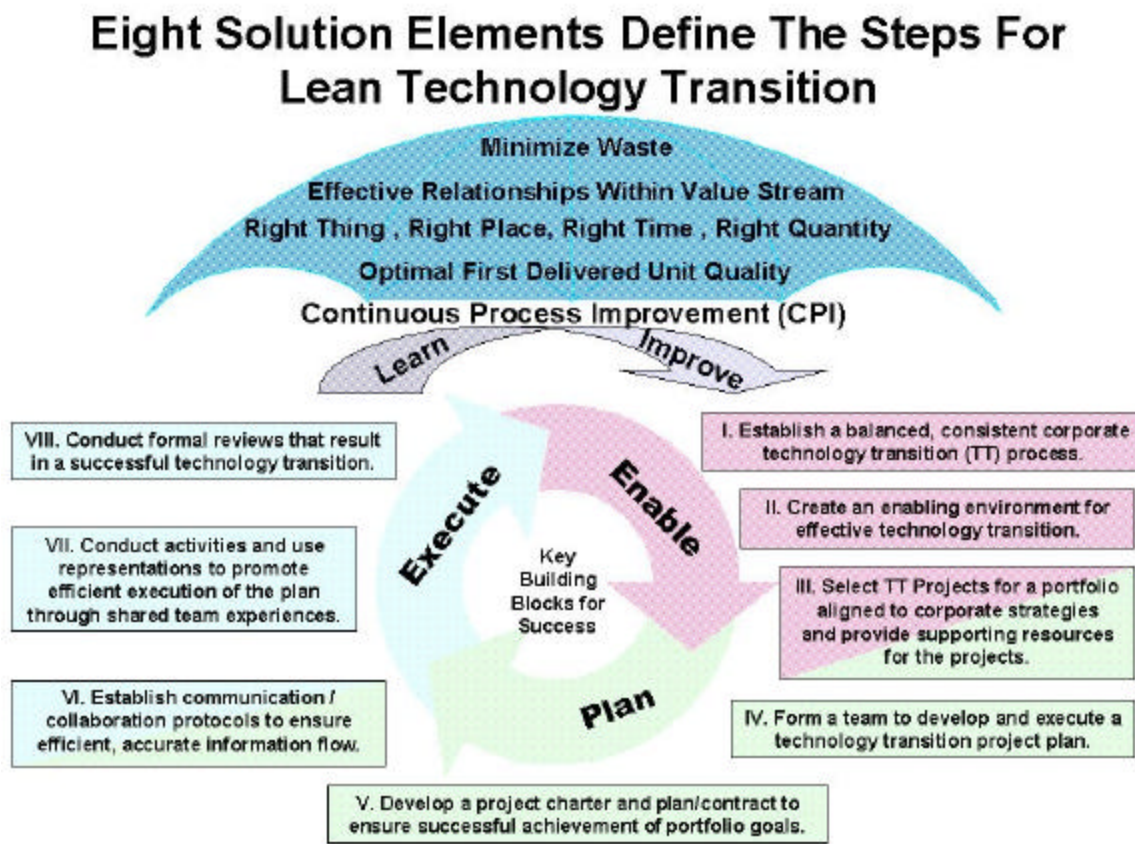 Eight Solution Elements Define The Steps For
Lean Technology Transition
Minimize Waste
Effective Relationships Within Value Stream
Right Thing , Right Place, Right Time , Right Quantity
Optimal First Delivered Unit Quality
Continuous Process Improvement (CPI)
Learn
Improve
VIII. Conduct formal reviews that result
in a successful technology transition.
I. Establish a balanced, consistent corporate
technology transition (TT) process.
Execute
Enable
II. Create an enabling environment for
effective technology transition.
VII. Conduct activities and use
representations to promote
efficient execution of the plan
through shared team experiences.
Key
Building
Blocks for
Success
III. Select TT Projects for a portfolio
aligned to corporate strategies
and provide supporting resources
for the projects.
Plan
VI. Establish communication /
collaboration protocols to ensure
efficient, accurate information flow.
IV. Form a team to develop and execute a
technology transition project plan.
V. Develop a project charter and plan/contract to
ensure successful achievement of portfolio goals.